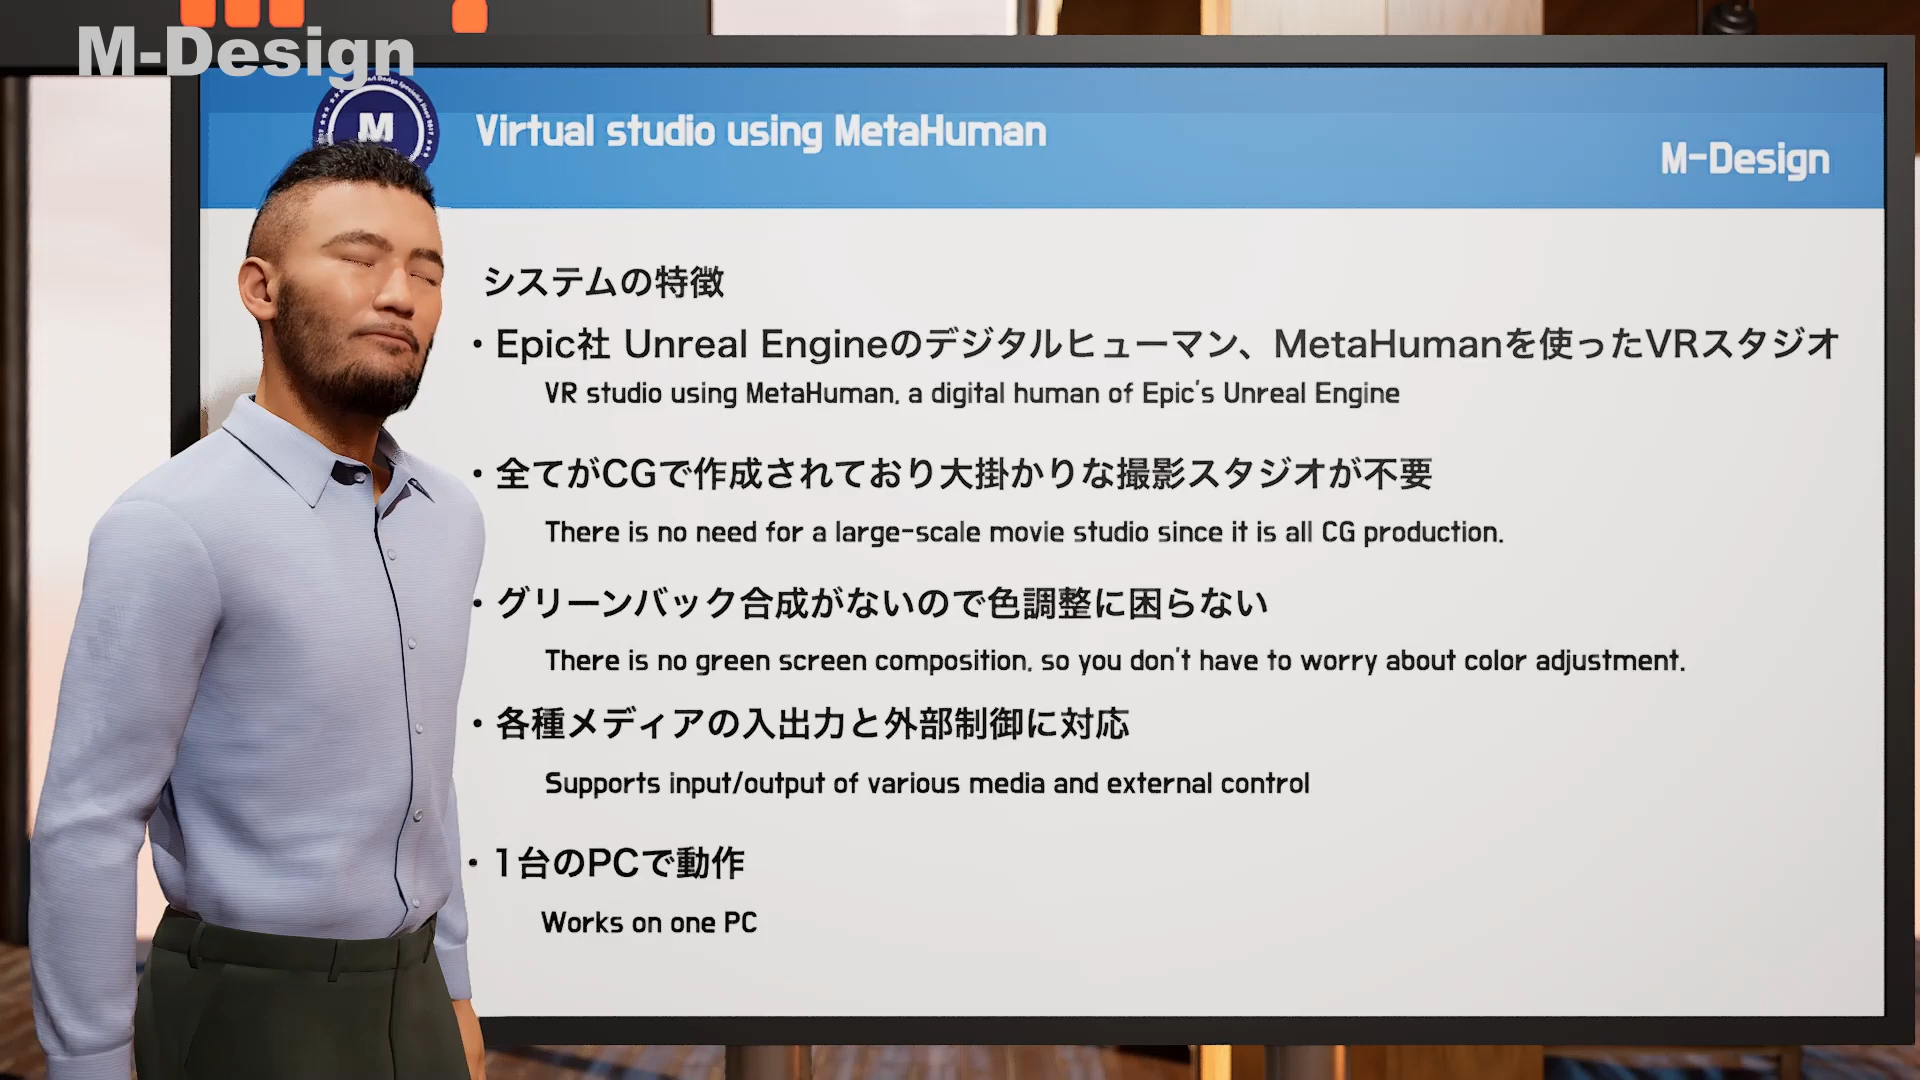 M-Design
M
Virtual studio using MetaHuman
M-Design
システムの特徴
・Epic社 Unreal Engineのデジタルヒューマン、MetaHumanを使ったVRスタジオ
VR studio using MetaHuman, a digital human of Epic's Unreal Engine
・全てがCGで作成されており大掛かりな撮影スタジオが不要
There is no need for a large-scale movie studio since it is all CG production.
・グリーンバック合成がないので色調整に困らない
There is no green screen composition, so you don't have to worry about color adjustment.
・各種メディアの入出力と外部制御に対応
Supports input/output of various media and external control
・1台のPCで動作
Works on one PC